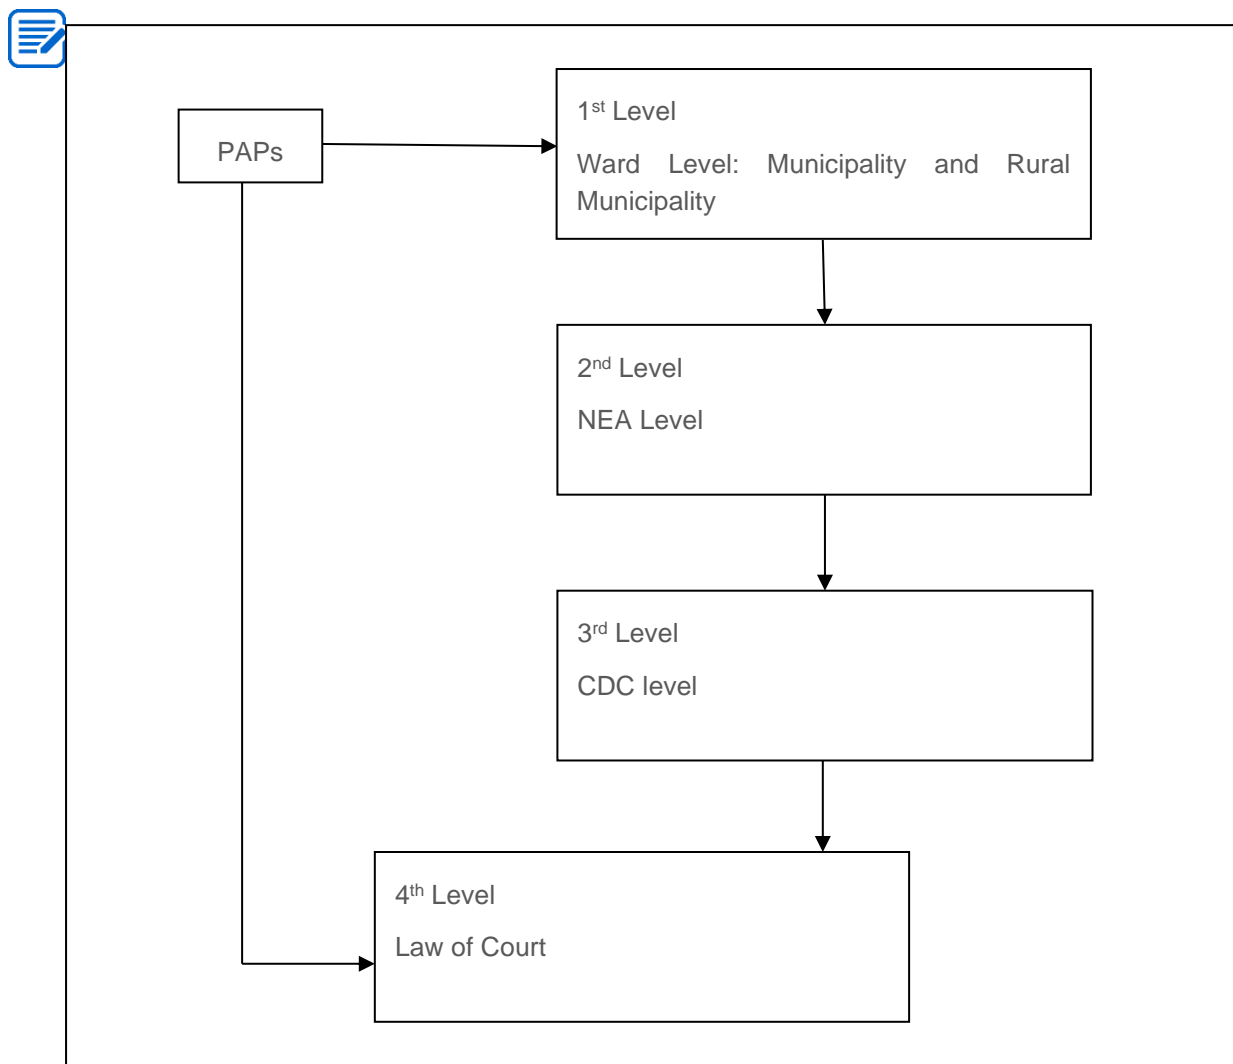 PAPs
1st Level
Ward Level: Municipality and Rural
Municipality
2nd Level
NEA Level
3rd Level
CDC level
4th Level
Law of Court